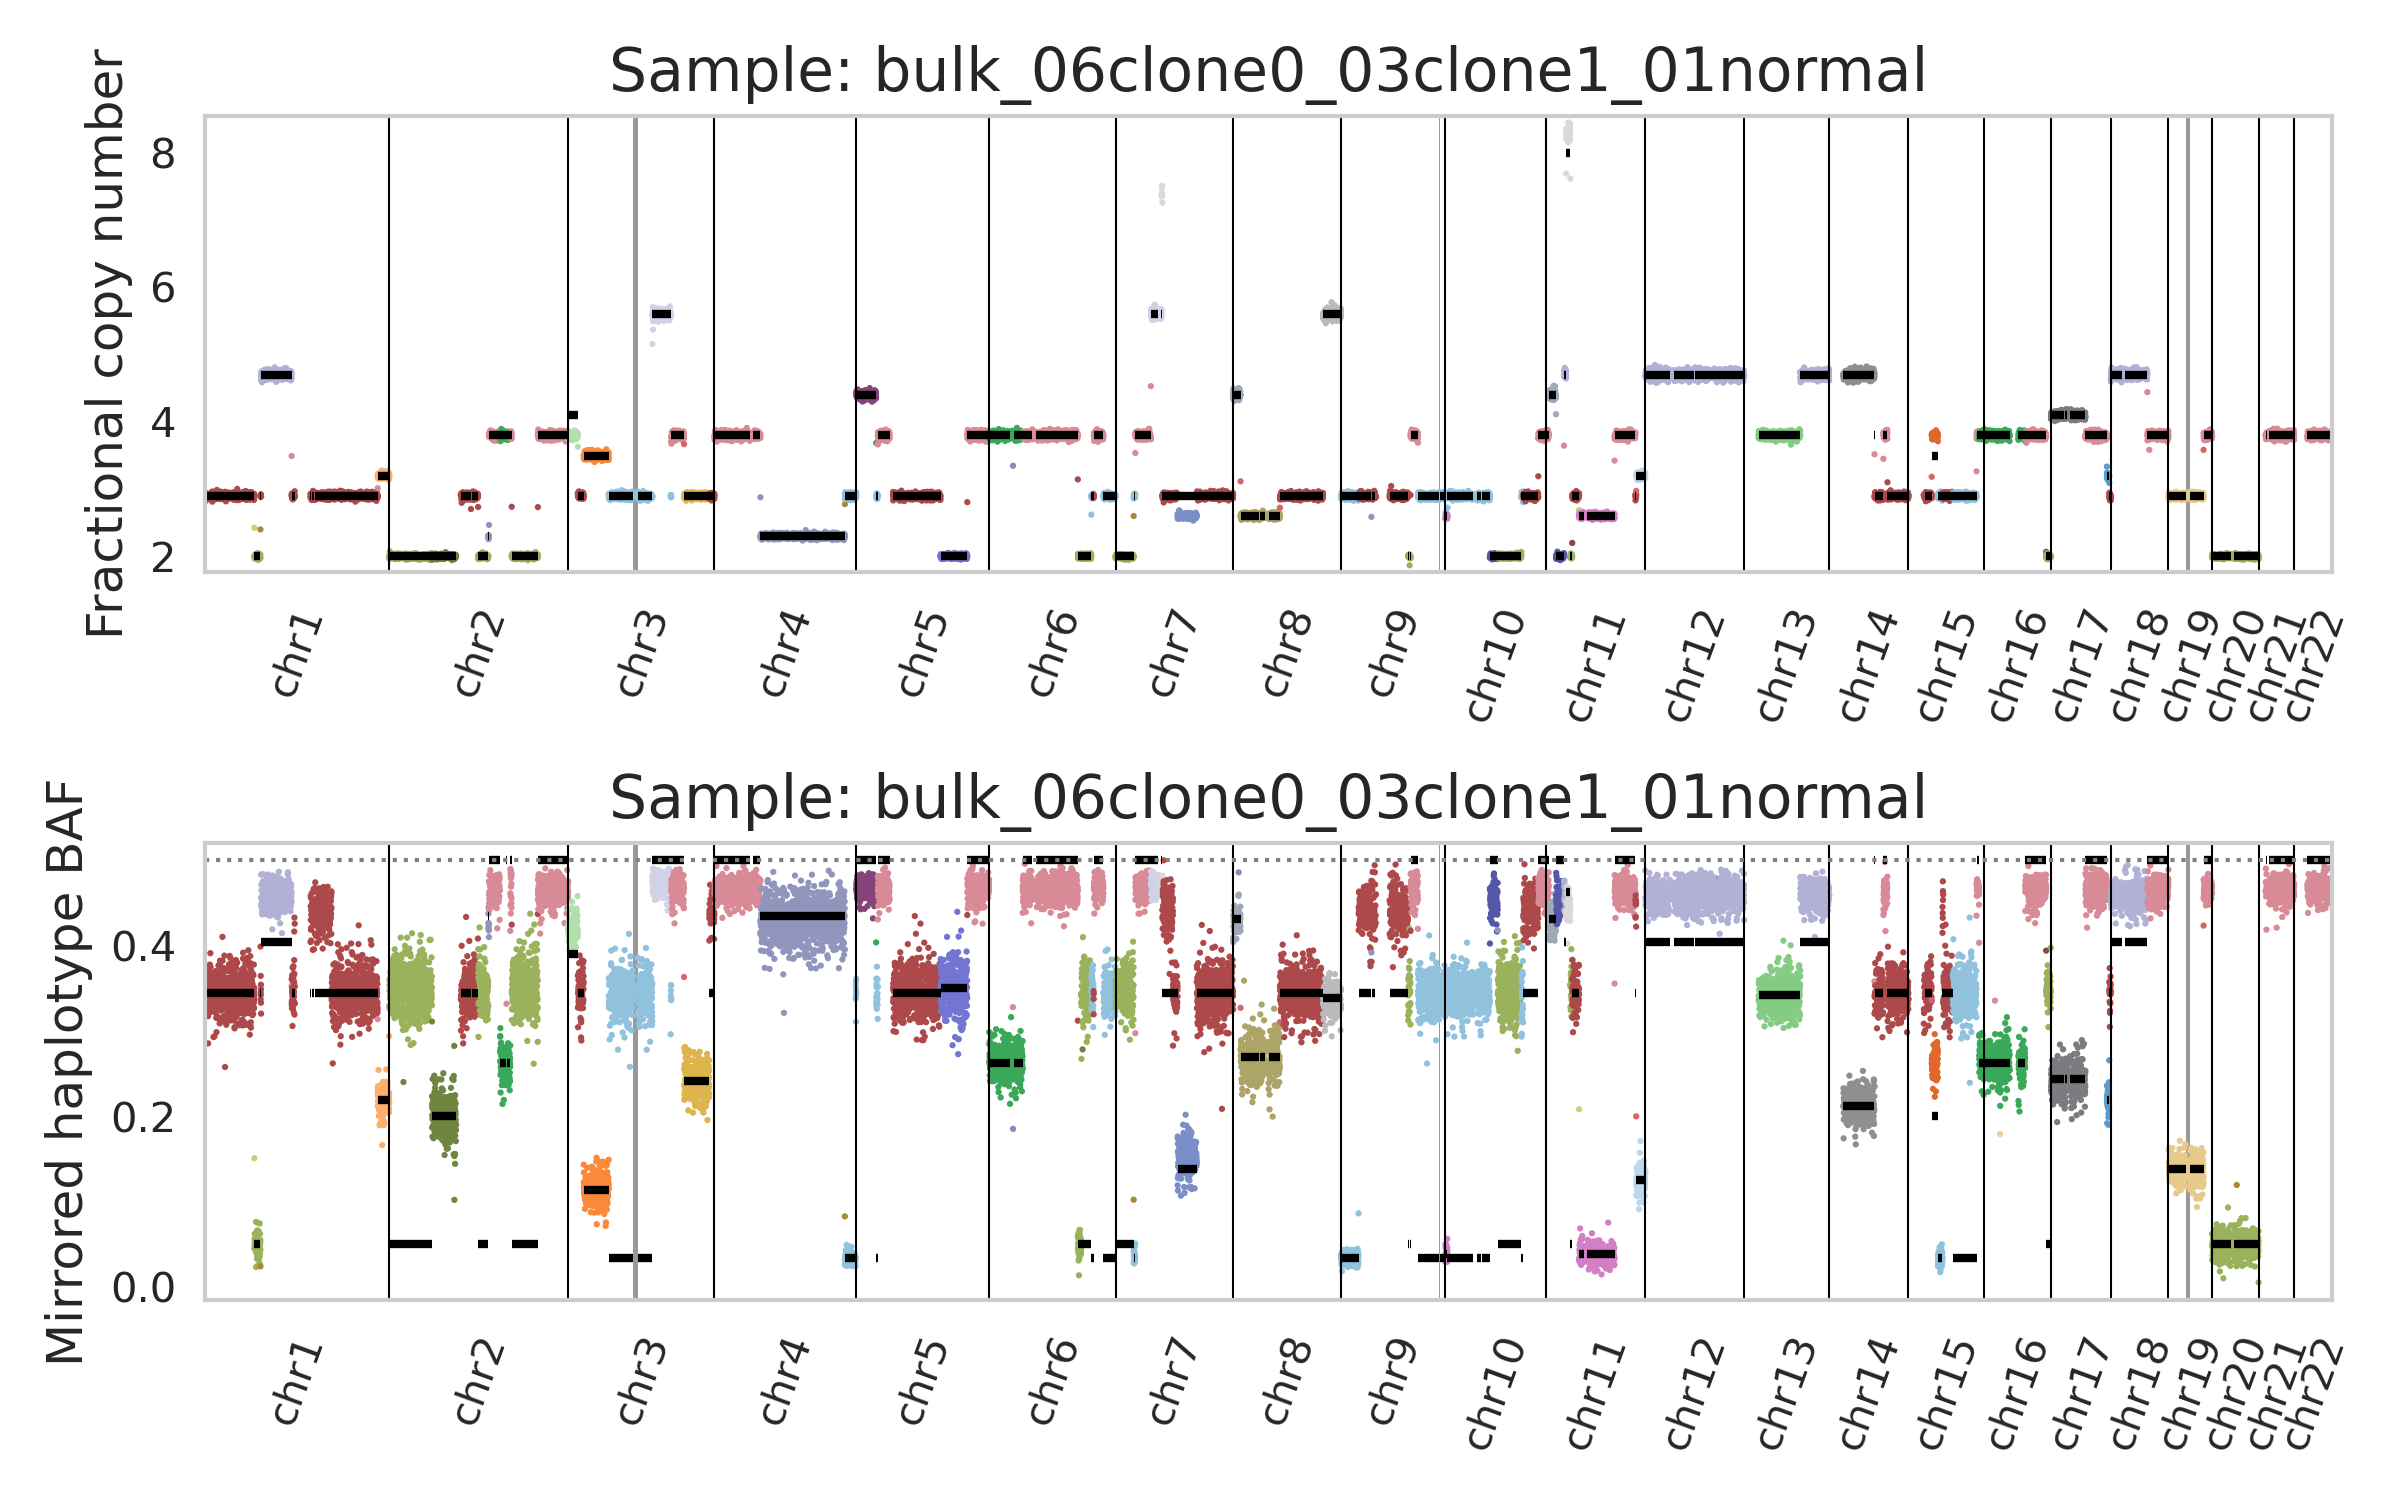 Sample: bulk_06clone0_03clone1_01normal
Fractional copy number
8
6
4
2
chr1
chr2
chr3
chr4
chr5
chr6
chr7
chr8
chr9
chr10
chr11
chr12
chr13
chr14
chr15
chr16
chr17
chr18
chr19
chr20
chr21
chr22
Sample: bulk_06clone0_03clone1_01normal
Mirrored haplotype BAF
0.4
0.2
0.0
chr1
chr2
chr3
chr4
chr5
chr6
chr7
chr8
chr9
chr10
chr11
chr12
chr13
chr14
chr15
chr16
chr17
chr18
chr19
chr20
chr21
chr22